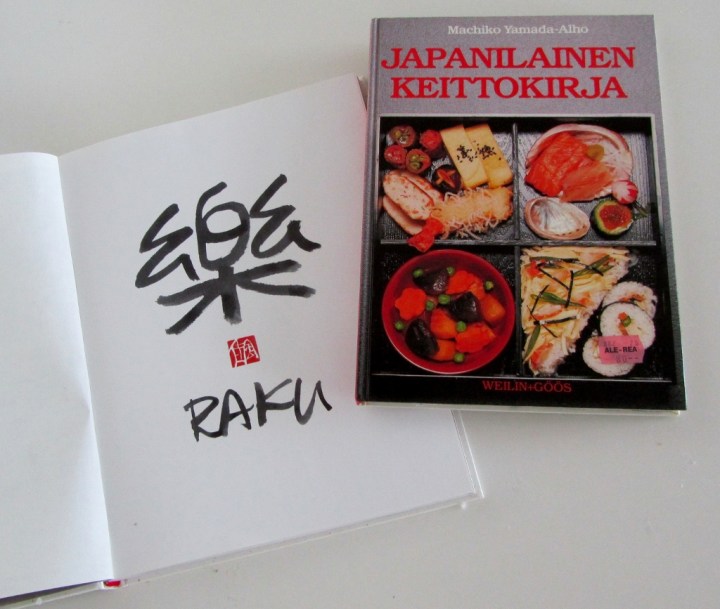 樂
RAKU
Machiko Yamada-Alho
JAPANILAINEN
KEITTOKIRJA
ALE-REA
WEILIN+GÖÖS